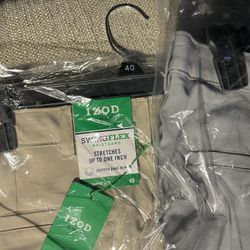 40
IZOD
SWINGFLEX
WAISTBAND
STRETCHES
UP TO ONE INCH
40
IZOD